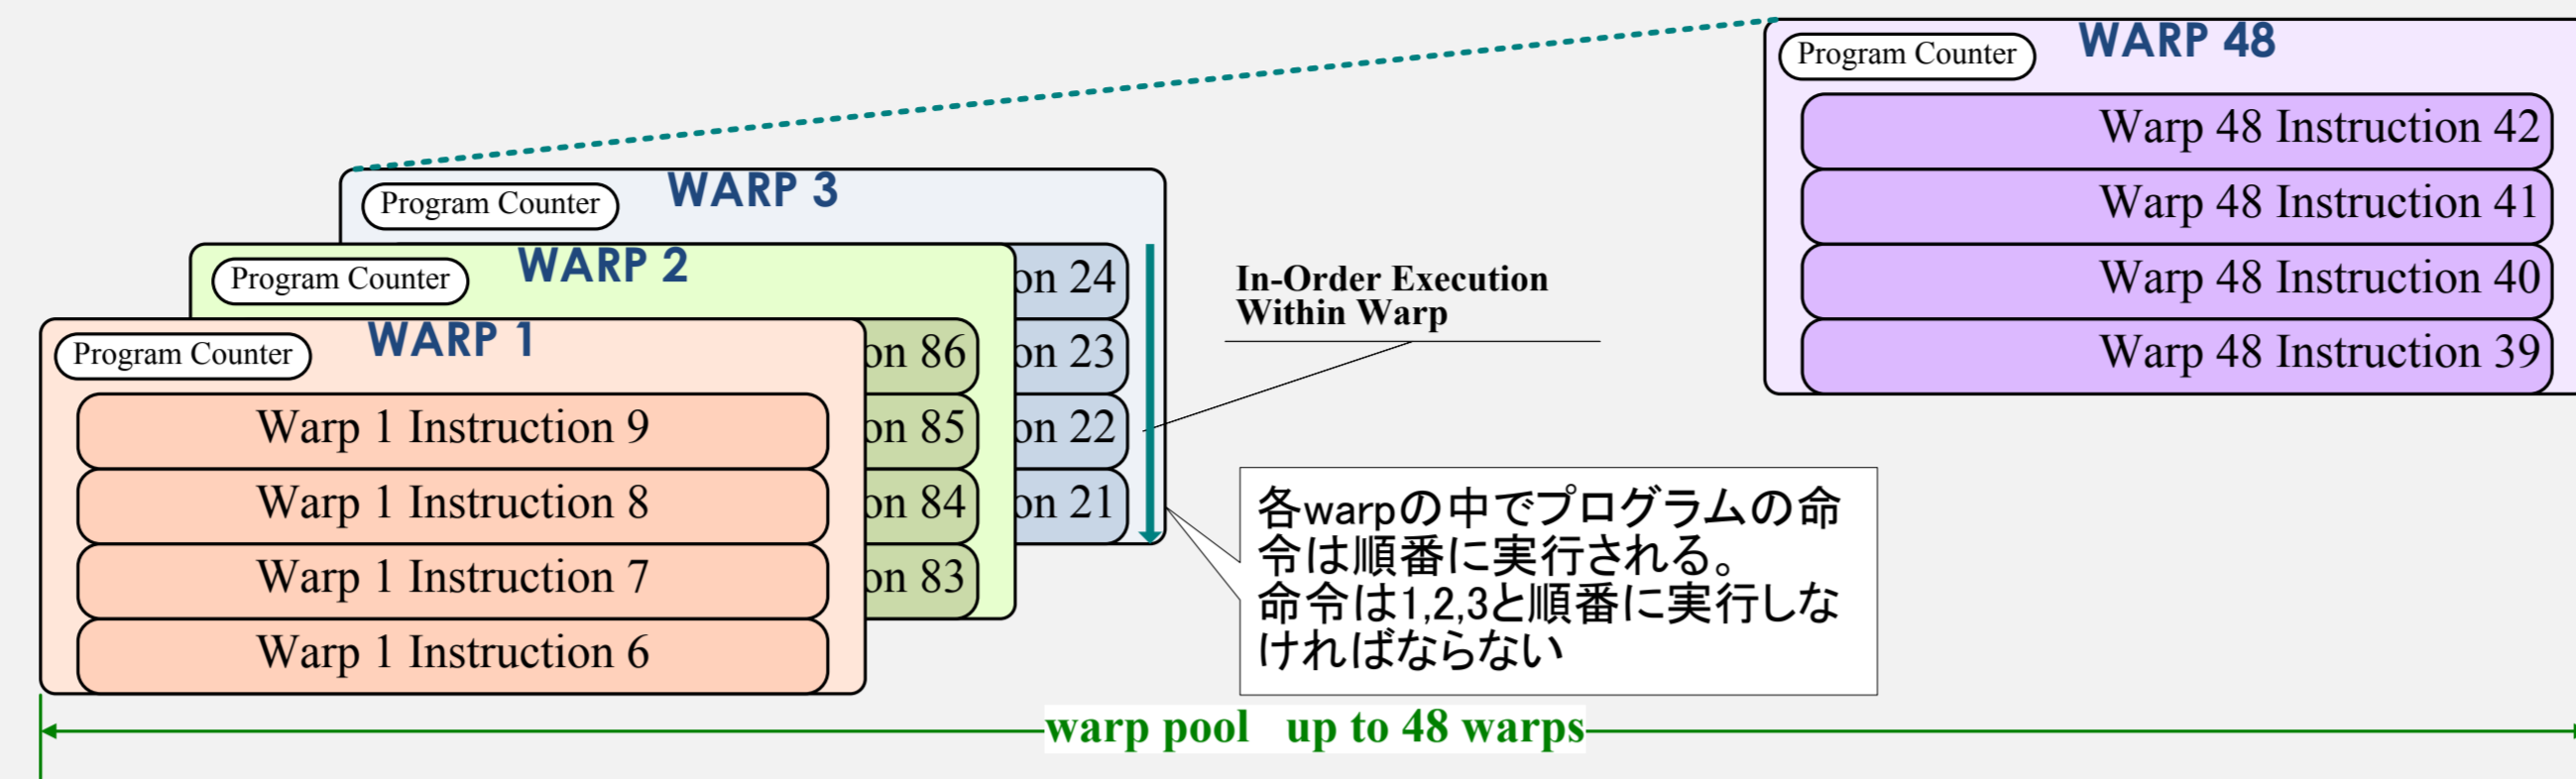 WARP 48
Program Counter
Warp 48 Instruction 42
Warp 48 Instruction 41
Warp 48 Instruction 40
Warp 48 Instruction 39
WARP 3
Program Counter
on 24
on 23
on 22
on 21
WARP 2
Program Counter
on 86
on 85
on 84
on 83
WARP 1
Program Counter
Warp 1 Instruction 9
Warp 1 Instruction 8
Warp 1 Instruction 7
Warp 1 Instruction 6
In-Order Execution
Within Warp
各warpの中でプログラムの命
令は順番に実行される。
命令は1,2,3と順番に実行しな
ければならない
warp pool up to 48 warps